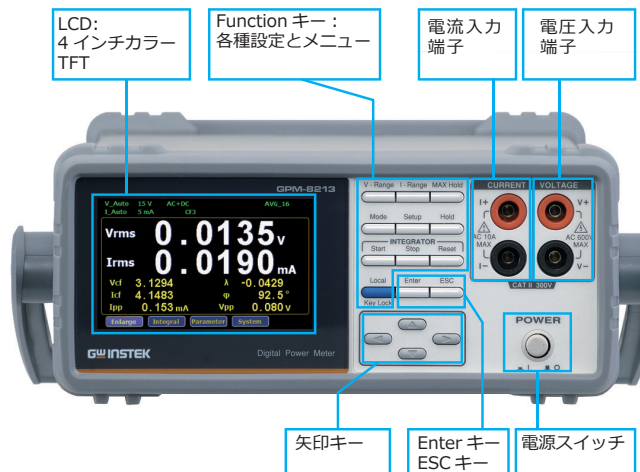 LCD:
4 インチカラー
TFT
Function キー：
各種設定とメニュー
電流入力
端子
電圧入力
端子
GPM-8213
V_Auto 15 V AC+DC AVG_16
I_Auto 5 mA CF3
Vrms 0.0135 V
Irms 0.0190 mA
Vcf 3.1294 λ -0.0429
Icf 4.1483 φ 92.5°
Ipp 0.153 mA Vpp 0.080 V
Enlarge Integral Parameter System
GWINSTEK
Digital Power Meter
V - Range I - Range MAX Hold
Mode Setup Hold
INTEGRATOR
Start Stop Reset
Local Enter ESC
Key Lock
CURRENT VOLTAGE
I+ V+
AC 10A MAX
AC 600V MAX
I− V−
CAT II 300V
POWER
矢印キー
Enter キー
ESC キー
電源スイッチ